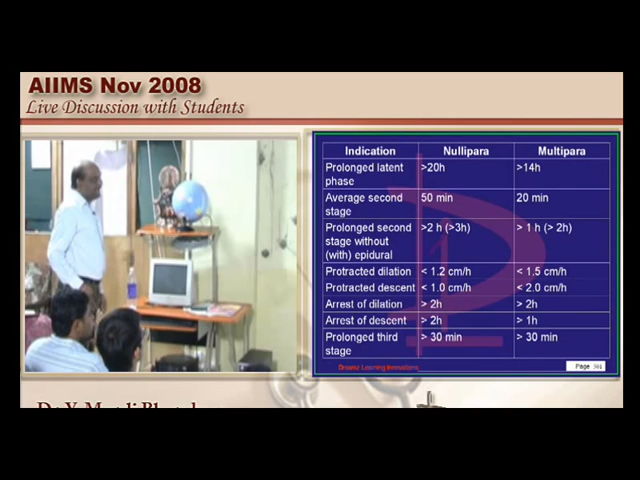 AIIMS Nov 2008
Live Discussion with Students
Indication Nullipara Multipara
Prolonged latent phase >20h >14h
Average second stage 50 min 20 min
Prolonged second stage without (with) epidural >2 h (>3h) > 1 h (> 2h)
Protracted dilation < 1.2 cm/h < 1.5 cm/h
Protracted descent < 1.0 cm/h < 2.0 cm/h
Arrest of dilation > 2h > 2h
Arrest of descent > 2h > 1h
Prolonged third stage > 30 min > 30 min
Page